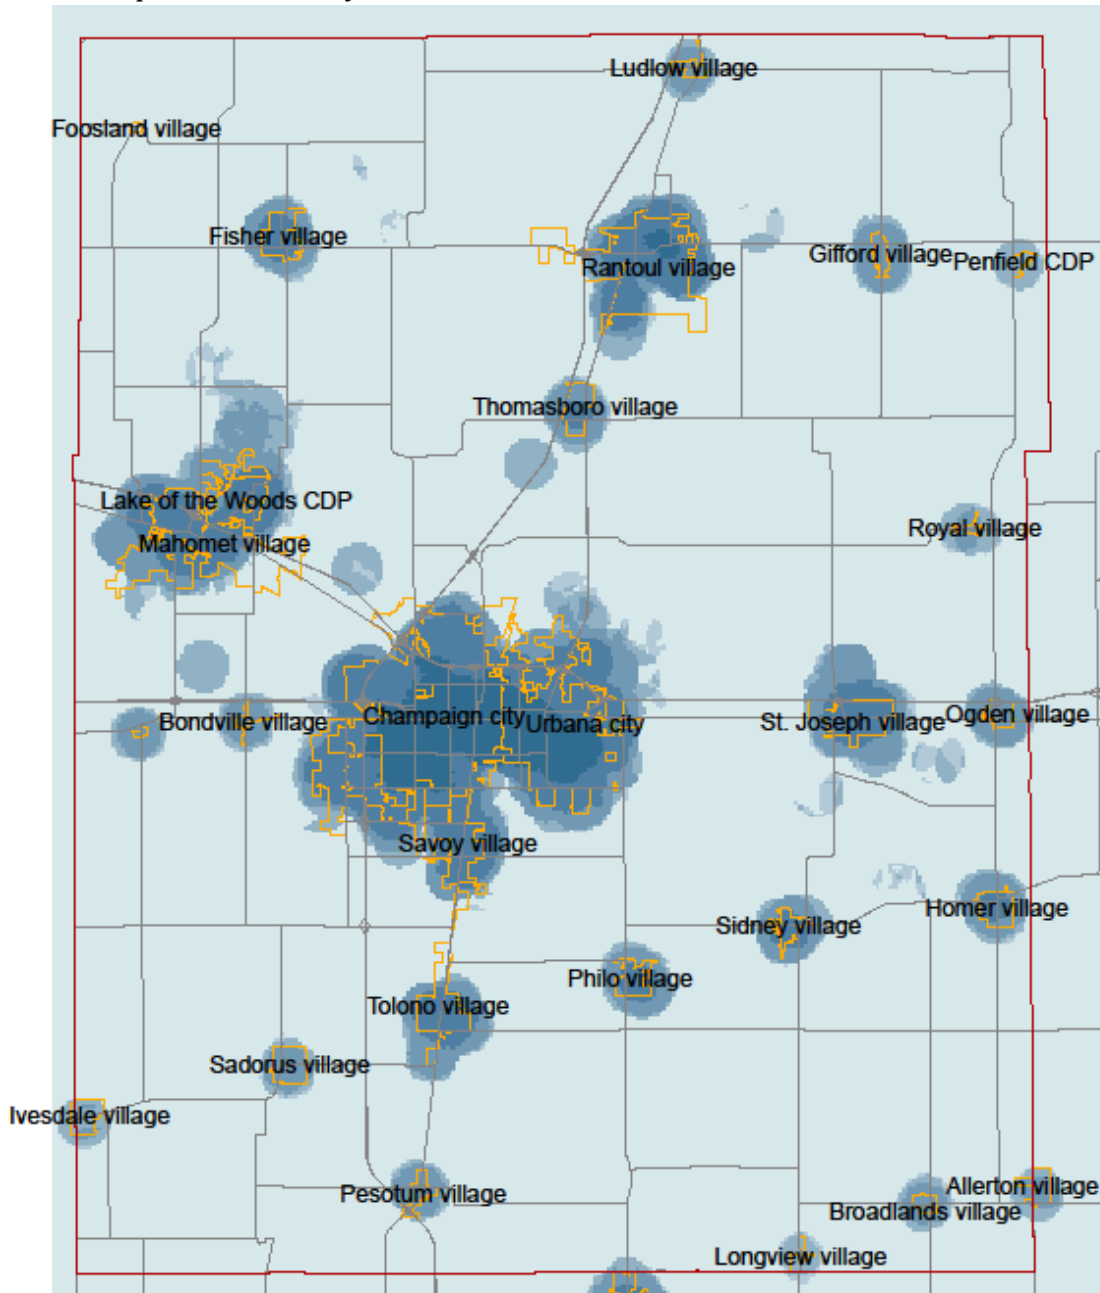 Ludlow village
Foosland village
Fisher village
Rantoul village
Gifford village
Penfield CDP
Thomasboro village
Lake of the Woods CDP
Royal village
Mahomet village
Bondville village
Champaign city
Urbana city
St. Joseph village
Ogden village
Savoy village
Sidney village
Homer village
Philo village
Tolono village
Sadorus village
Ivesdale village
Pesotum village
Allerton village
Broadlands village
Longview village